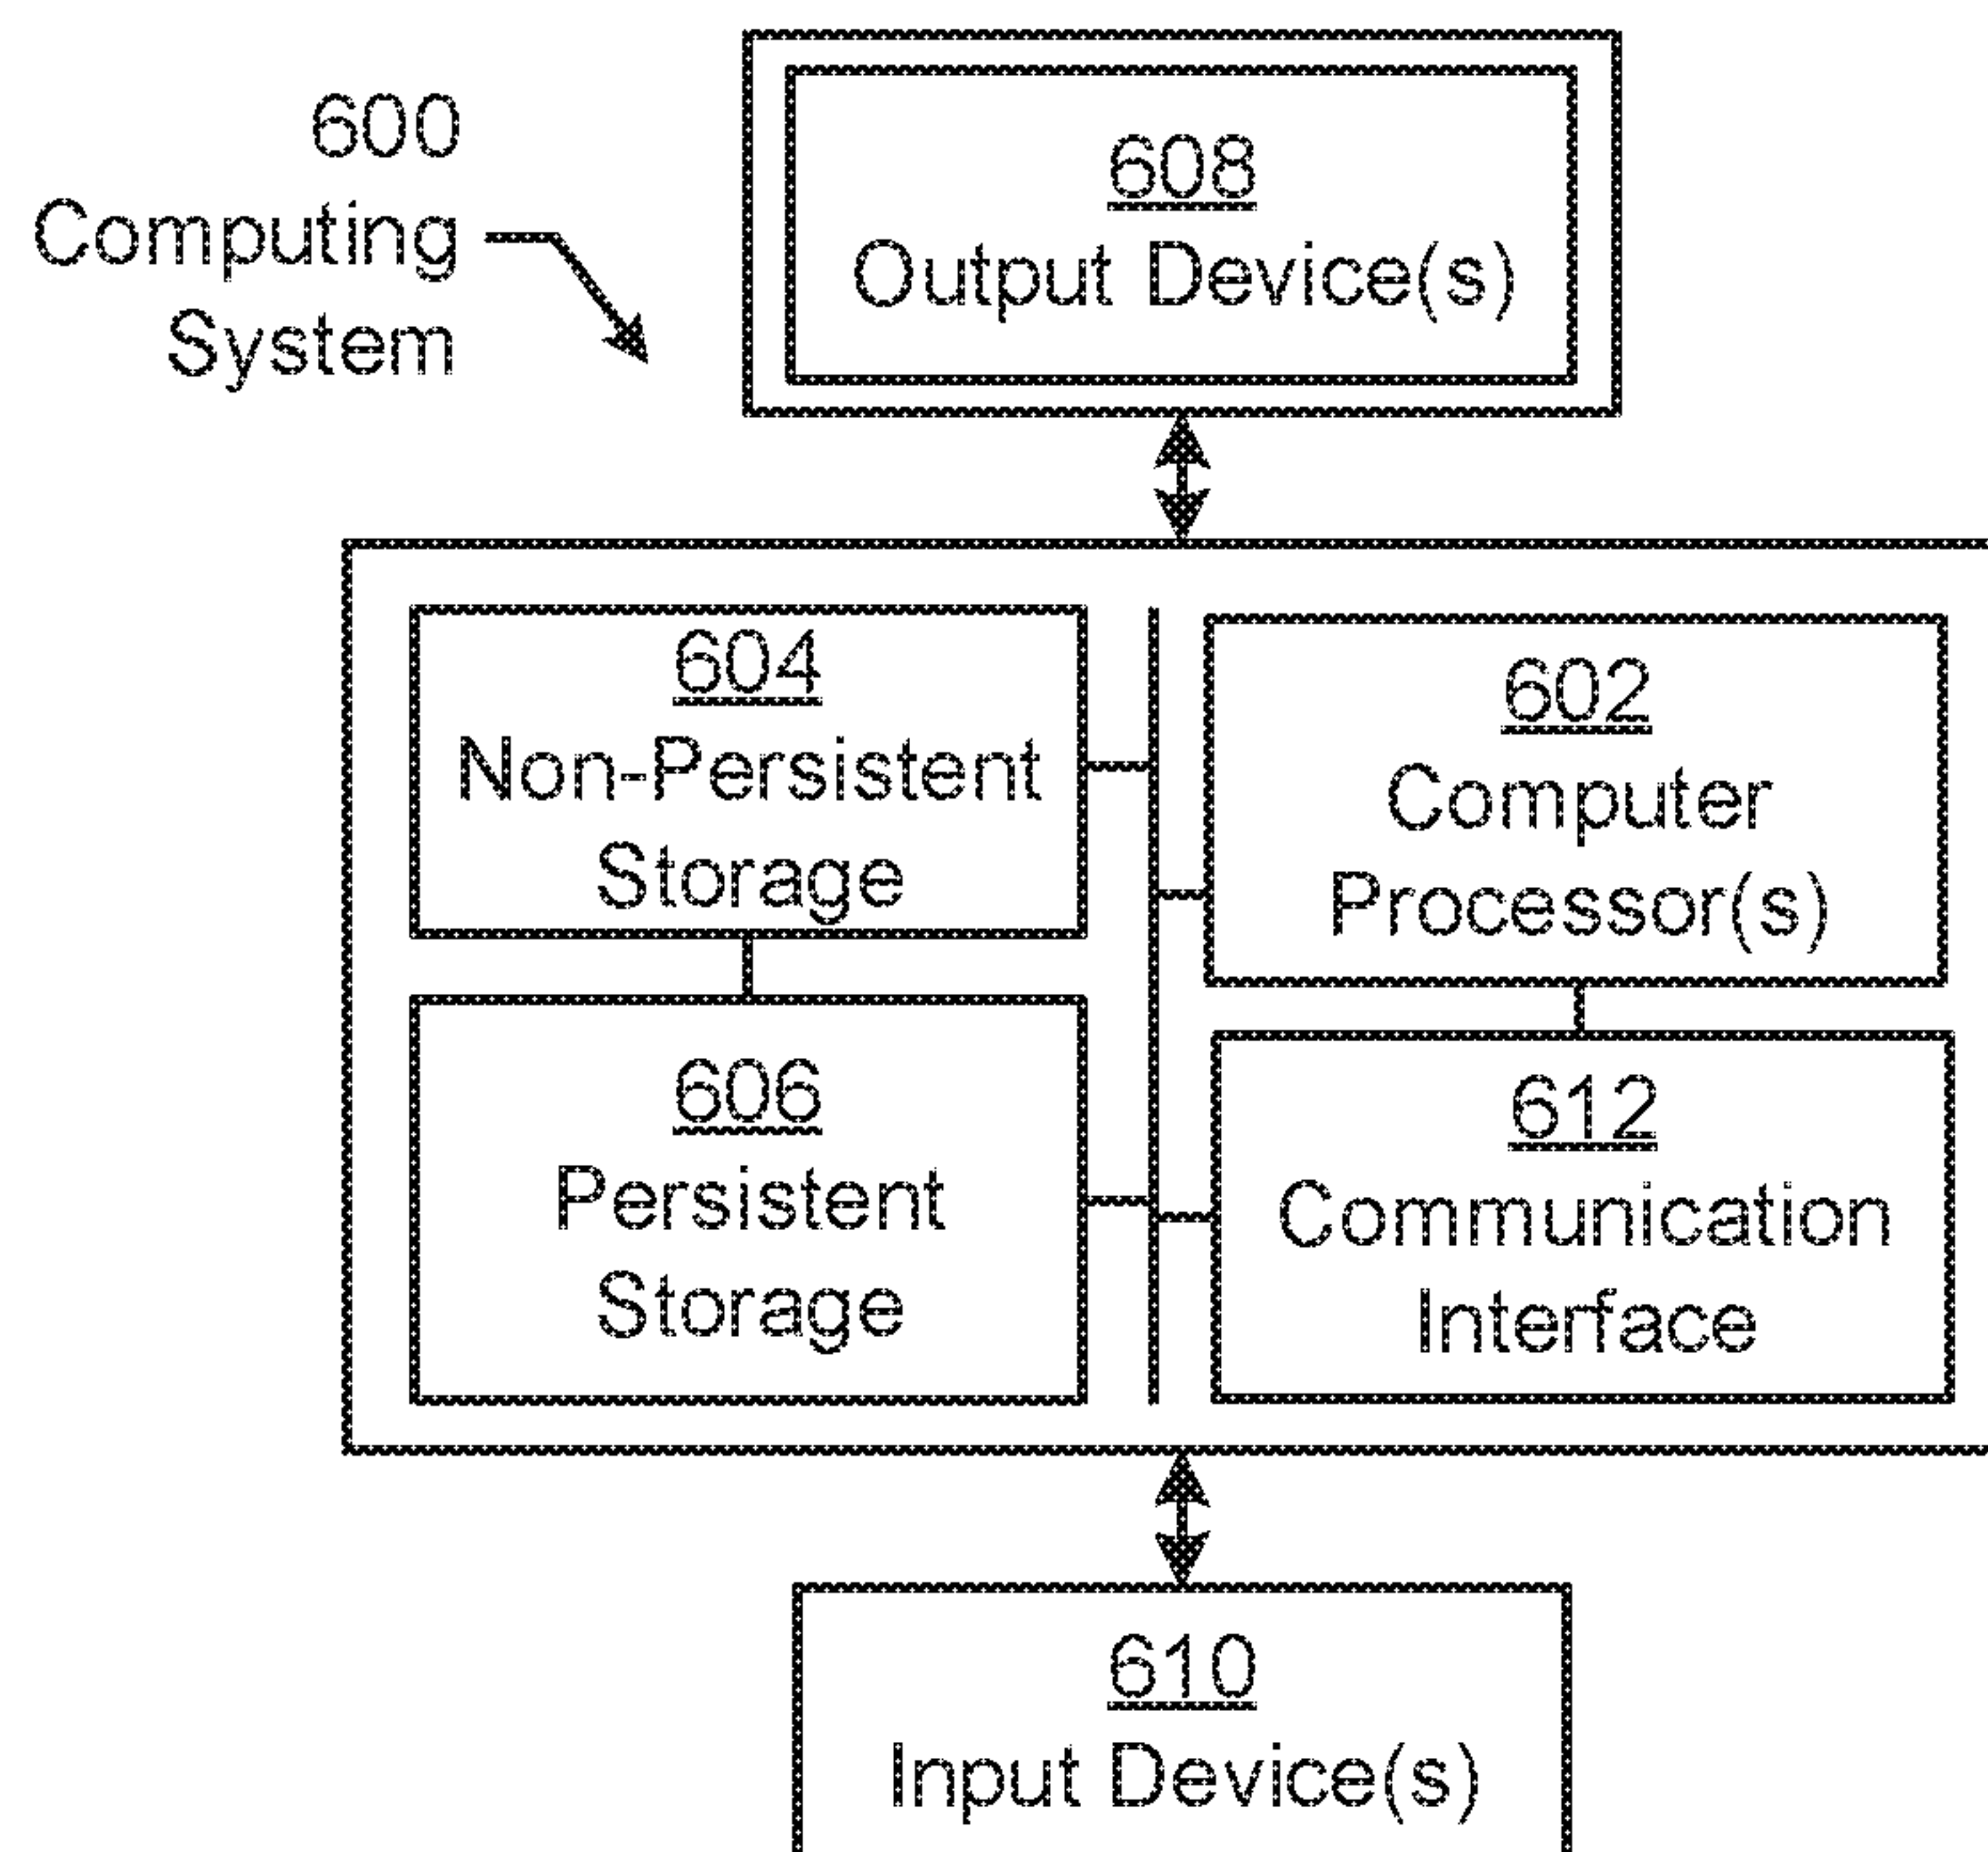 600
Computing
System
608
Output Device(s)
604
Non-Persistent
Storage
602
Computer
Processor(s)
606
Persistent
Storage
612
Communication
Interface
610
Input Device(s)